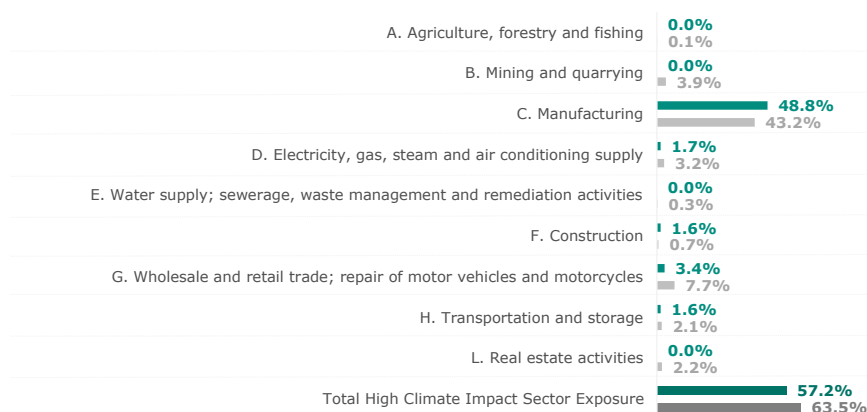 A. Agriculture, forestry and fishing
0.0%
0.1%
B. Mining and quarrying
0.0%
3.9%
C. Manufacturing
48.8%
43.2%
D. Electricity, gas, steam and air conditioning supply
1.7%
3.2%
E. Water supply; sewerage, waste management and remediation activities
0.0%
0.3%
F. Construction
1.6%
0.7%
G. Wholesale and retail trade; repair of motor vehicles and motorcycles
3.4%
7.7%
H. Transportation and storage
1.6%
2.1%
L. Real estate activities
0.0%
2.2%
Total High Climate Impact Sector Exposure
57.2%
63.5%